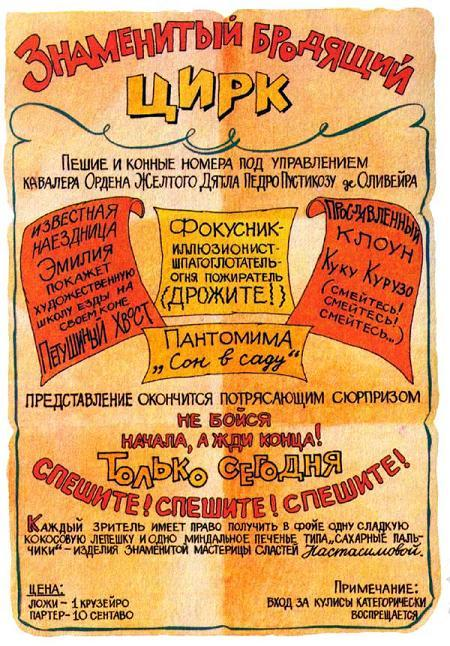 Знаменитый бродящий
цирк
Пешие и конные номера под управлением
кавалера Ордена Желтого Дятла Педро Пустикозу де Оливейра
Известная
наездница
Эмилия
покажет
художественную
школу езды на
своем коне
Петушиный Хвост
Фокусник-
иллюзионист-
шпагоглотатель-
огня пожиратель
(Дрожите!)
Пантомима
„Сон в саду“
Прославленный
клоун
Куку Курузо
(смейтесь!
смейтесь!
смейтесь..)
Представление окончится потрясающим сюрпризом
Не бойся
начала, а жди конца!
Только сегодня
Спешите! Спешите! Спешите!
Каждый зритель имеет право получить в фойе одну сладкую
кокосовую лепешку и одно миндальное печенье типа „сахарные паль-
чики“ – изделия знаменитой мастерицы сластей Настасимовой.
Цена:
ложи – 1 крузейро
партер – 10 сентаво
Примечание:
вход за кулисы категорически
воспрещается